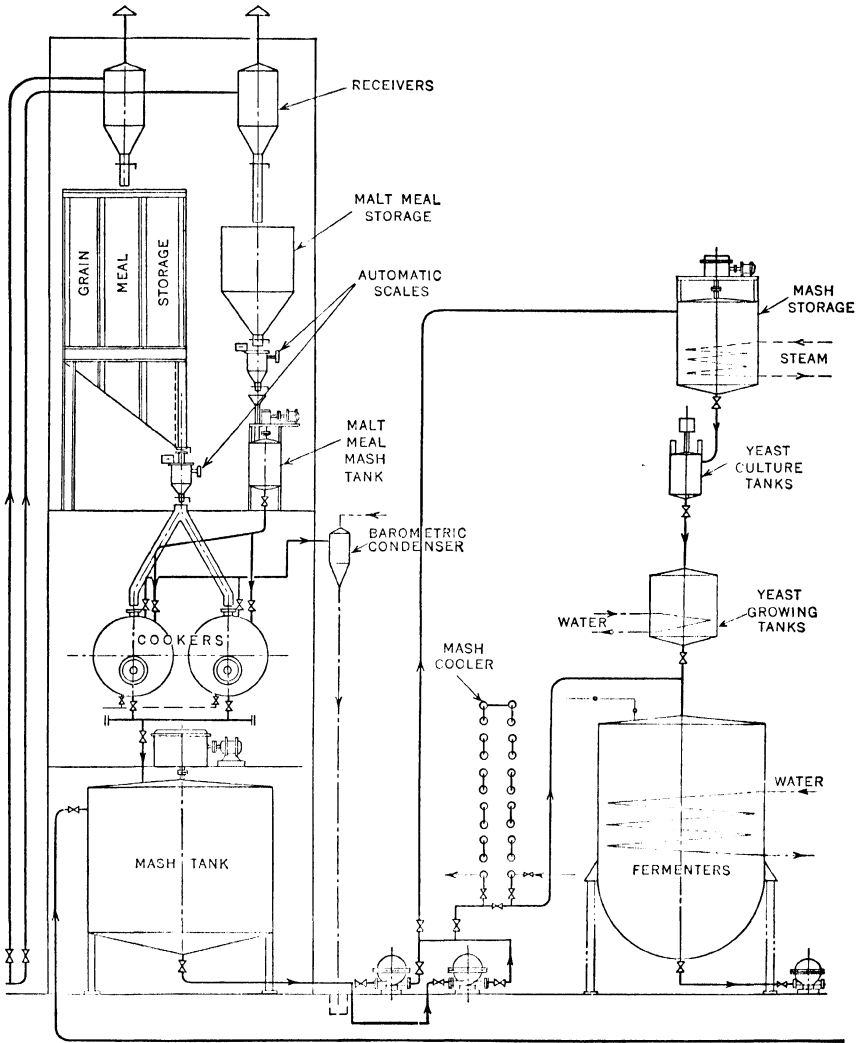 RECEIVERS
MALT MEAL
STORAGE
GRAIN
MEAL
STORAGE
AUTOMATIC
SCALES
MASH
STORAGE
STEAM
MALT
MEAL
MASH
TANK
YEAST
CULTURE
TANKS
BAROMETRIC
CONDENSER
YEAST
GROWING
TANKS
WATER
COOKERS
MASH
COOLER
WATER
MASH TANK
FERMENTERS